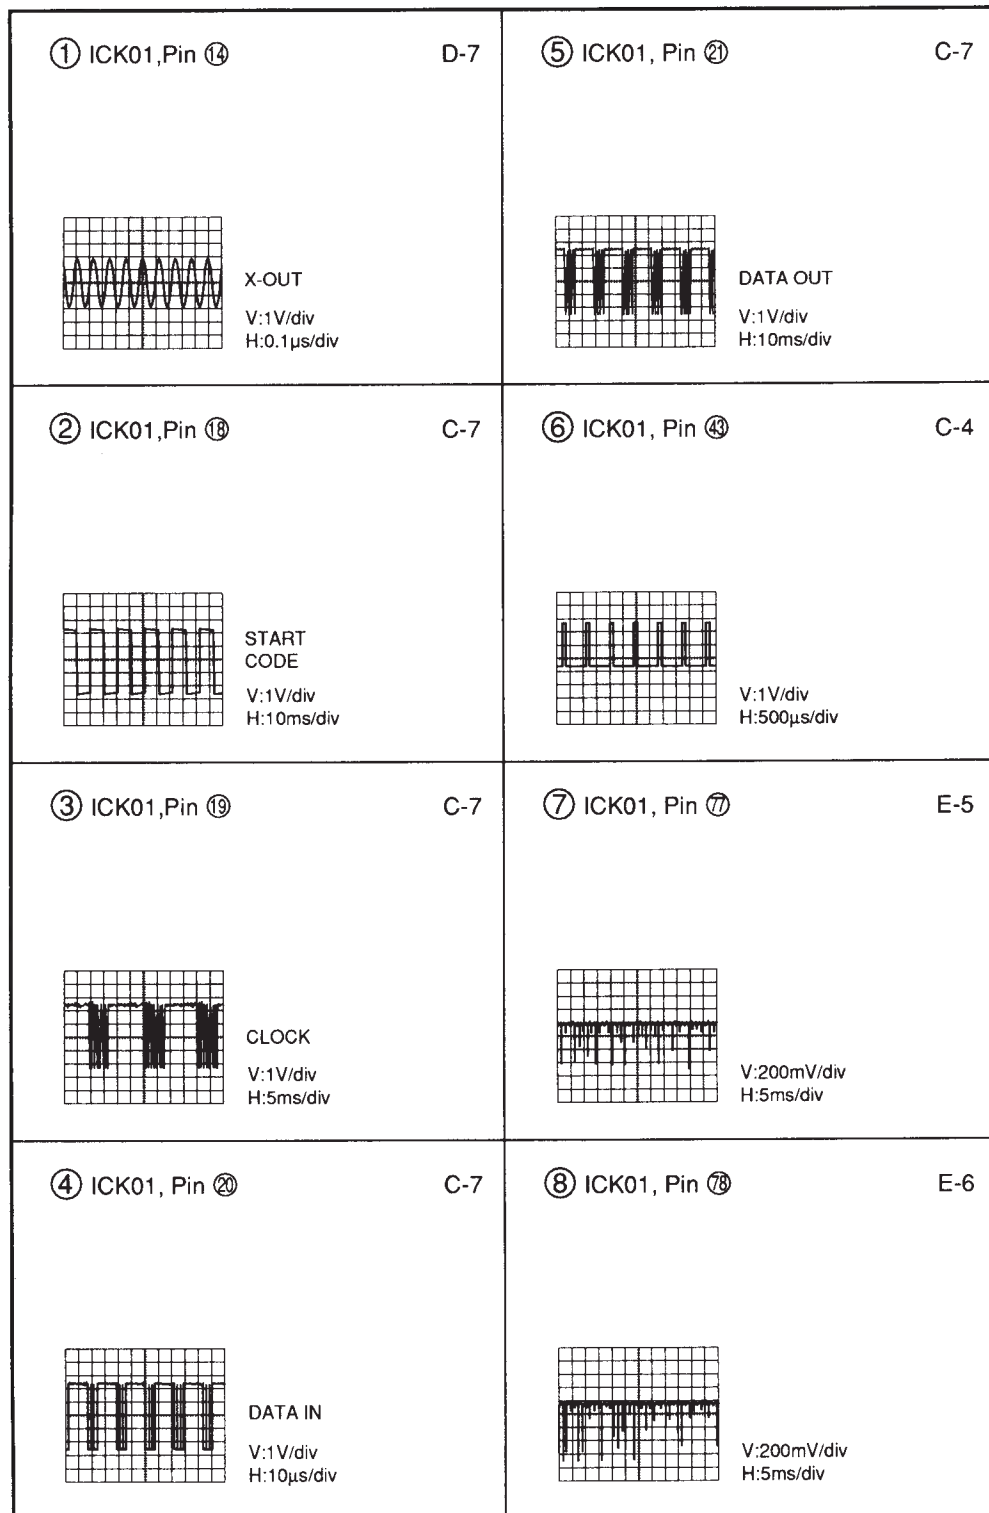 ① ICK01,Pin ⑭ D-7
X-OUT
V:1V/div
H:0.1µs/div
② ICK01,Pin ⑱ C-7
START
CODE
V:1V/div
H:10ms/div
③ ICK01,Pin ⑲ C-7
CLOCK
V:1V/div
H:5ms/div
④ ICK01, Pin ⑳ C-7
DATA IN
V:1V/div
H:10µs/div
⑤ ICK01, Pin ㉑ C-7
DATA OUT
V:1V/div
H:10ms/div
⑥ ICK01, Pin ㊸ C-4
V:1V/div
H:500µs/div
⑦ ICK01, Pin 77 E-5
V:200mV/div
H:5ms/div
⑧ ICK01, Pin 78 E-6
V:200mV/div
H:5ms/div